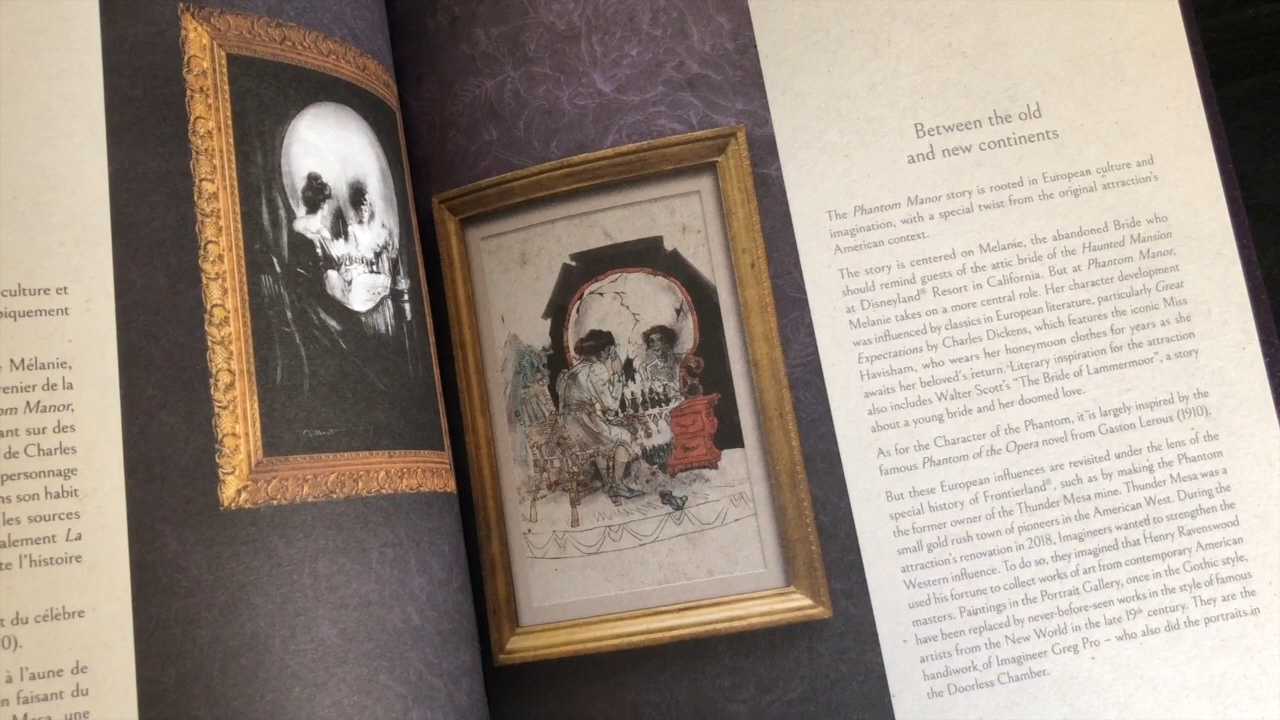 culture et
piquement
Mélanie,
renier de la
om Manor,
ant sur des
de Charles
personnage
ns son habit
les sources
alement La
te l'histoire
t du célèbre
0).
à l'aune de
n faisant du
Mesa, une
Between the old
and new continents
The Phantom Manor story is rooted in European culture and
imagination, with a special twist from the original attraction's
American context.
The story is centered on Melanie, the abandoned Bride who
should remind guests of the attic bride of the Haunted Mansion
at Disneyland® Resort in California. But at Phantom Manor,
Melanie takes on a more central role. Her character development
was influenced by classics in European literature, particularly Great
Expectations by Charles Dickens, which features the iconic Miss
Havisham, who wears her honeymoon clothes for years as she
awaits her beloved's return. Literary inspiration for the attraction
also includes Walter Scott's "The Bride of Lammermoor", a story
about a young bride and her doomed love.
As for the Character of the Phantom, it is largely inspired by the
famous Phantom of the Opera novel from Gaston Leroux (1910).
But these European influences are revisited under the lens of the
special history of Frontierland®, such as by making the Phantom
the former owner of the Thunder Mesa mine. Thunder Mesa was a
small gold rush town of pioneers in the American West. During the
attraction's renovation in 2018, Imagineers wanted to strengthen the
Western influence. To do so, they imagined that Henry Ravenswood
used his fortune to collect works of art from contemporary American
masters. Paintings in the Portrait Gallery, once in the Gothic style,
have been replaced by never-before-seen works in the style of famous
artists from the New World in the late 19th century. They are the
handiwork of Imagineer Greg Pro – who also did the portraits in
the Doorless Chamber.